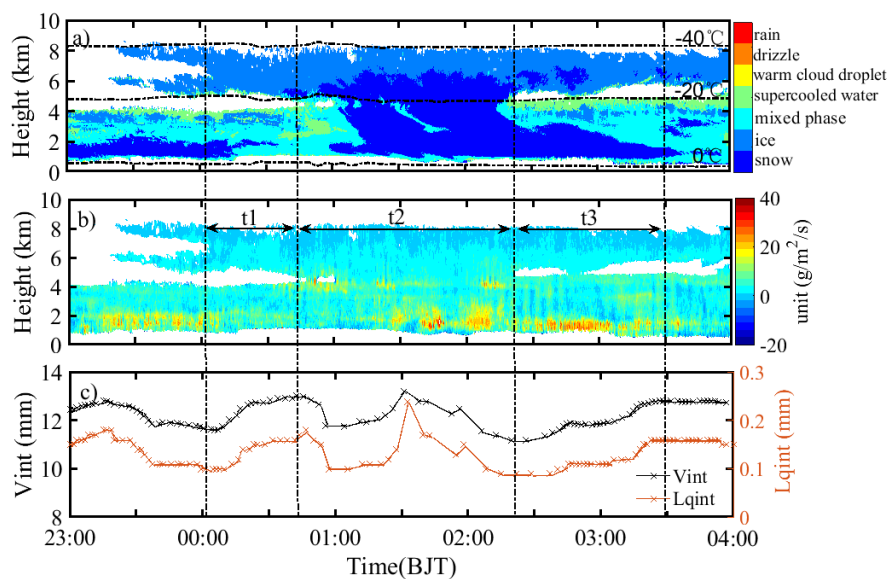 10
8
6
4
2
0
Height (km)
a)
-40℃
-20℃
0℃
rain
drizzle
warm cloud droplet
supercooled water
mixed phase
ice
snow
10
8
6
4
2
0
Height (km)
b)
t1
t2
t3
40
20
0
-20
unit (g/m²/s)
14
12
10
8
Vint (mm)
c)
0.3
0.2
0.1
0
Lqint (mm)
Vint
Lqint
23:00
00:00
01:00
02:00
03:00
04:00
Time(BJT)